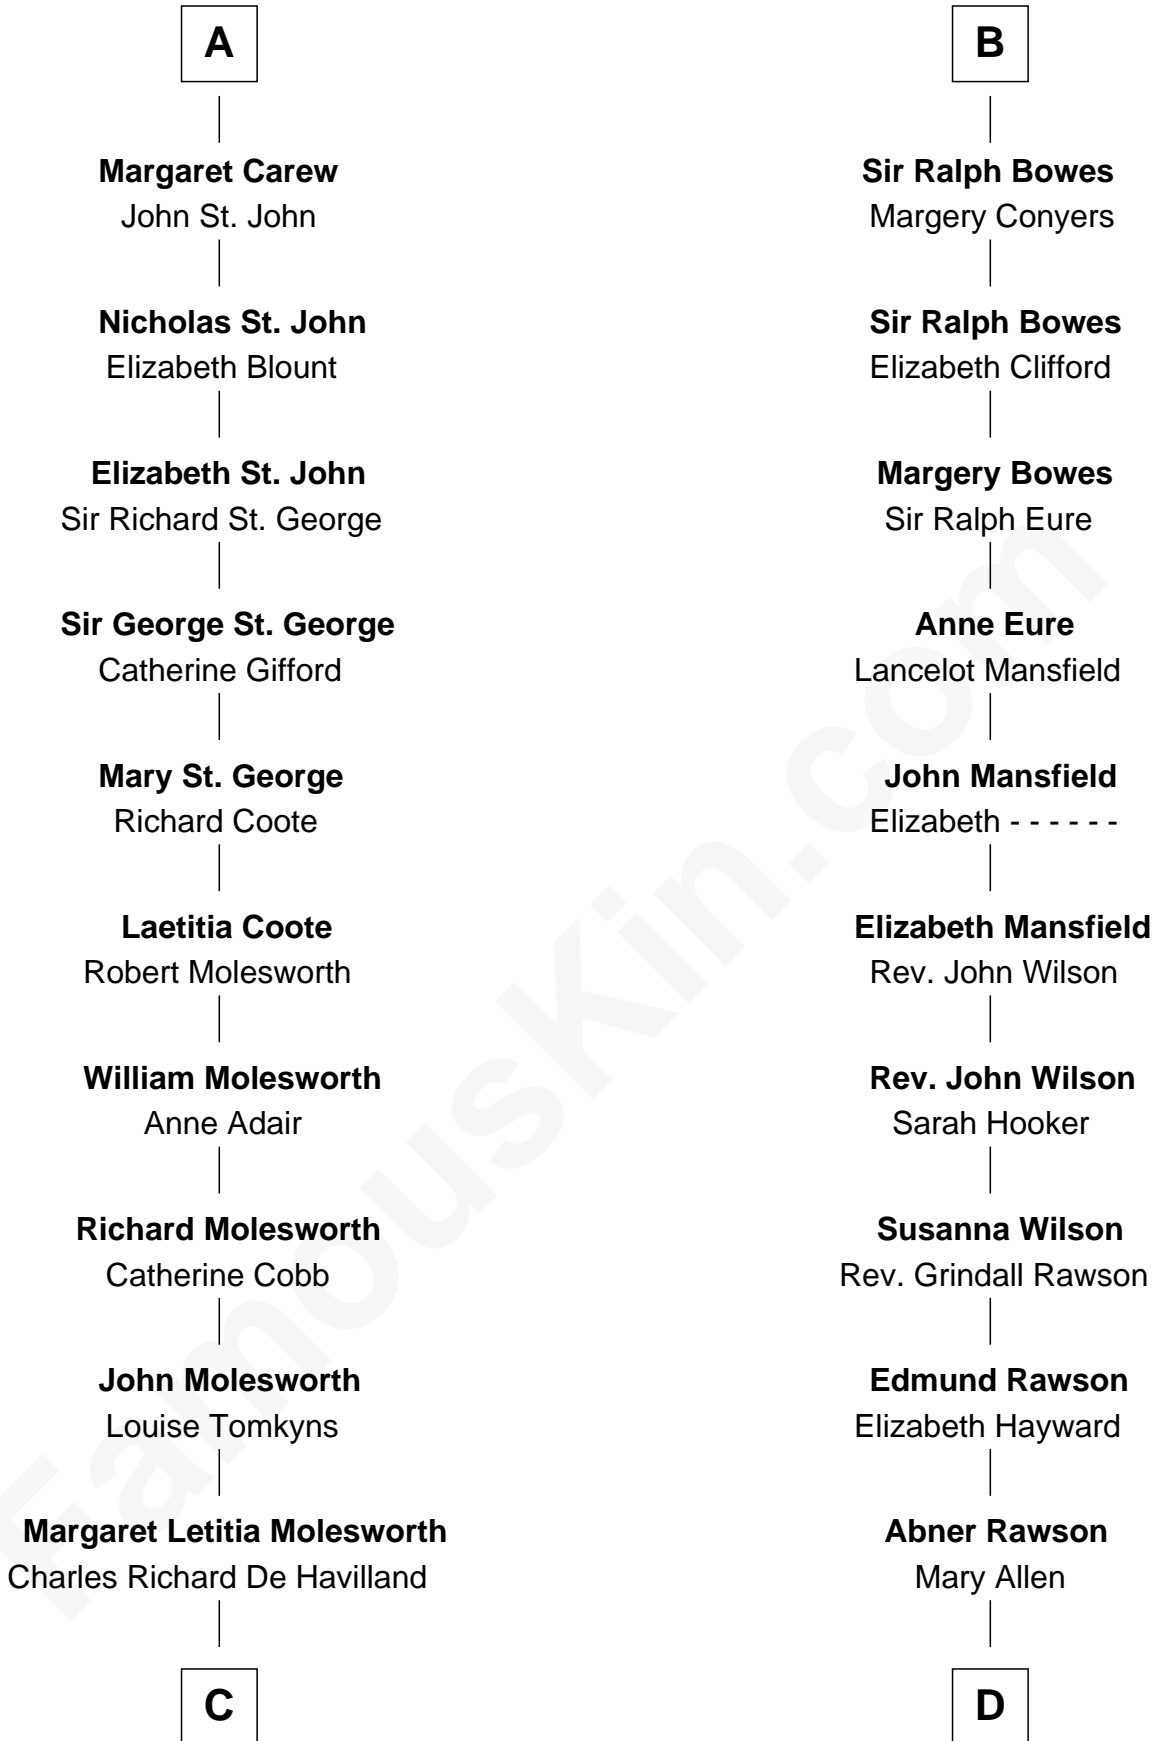 A
Margaret Carew
John St. John
Nicholas St. John
Elizabeth Blount
Elizabeth St. John
Sir Richard St. George
Sir George St. George
Catherine Gifford
Mary St. George
Richard Coote
Laetitia Coote
Robert Molesworth
William Molesworth
Anne Adair
Richard Molesworth
Catherine Cobb
John Molesworth
Louise Tomkyns
Margaret Letitia Molesworth
Charles Richard De Havilland
C
B
Sir Ralph Bowes
Margery Conyers
Sir Ralph Bowes
Elizabeth Clifford
Margery Bowes
Sir Ralph Eure
Anne Eure
Lancelot Mansfield
John Mansfield
Elizabeth - - - - - -
Elizabeth Mansfield
Rev. John Wilson
Rev. John Wilson
Sarah Hooker
Susanna Wilson
Rev. Grindall Rawson
Edmund Rawson
Elizabeth Hayward
Abner Rawson
Mary Allen
D
FamousKin.com